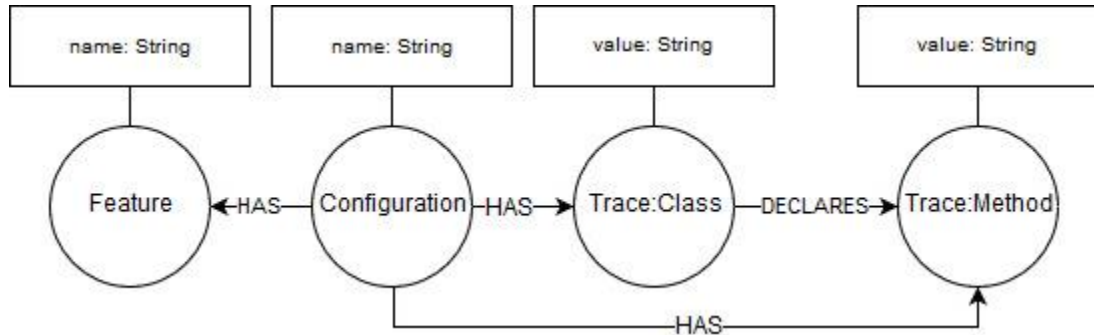 name: String
name: String
value: String
value: String
Feature
HAS
Configuration
HAS
Trace:Class
DECLARES
Trace:Method
HAS